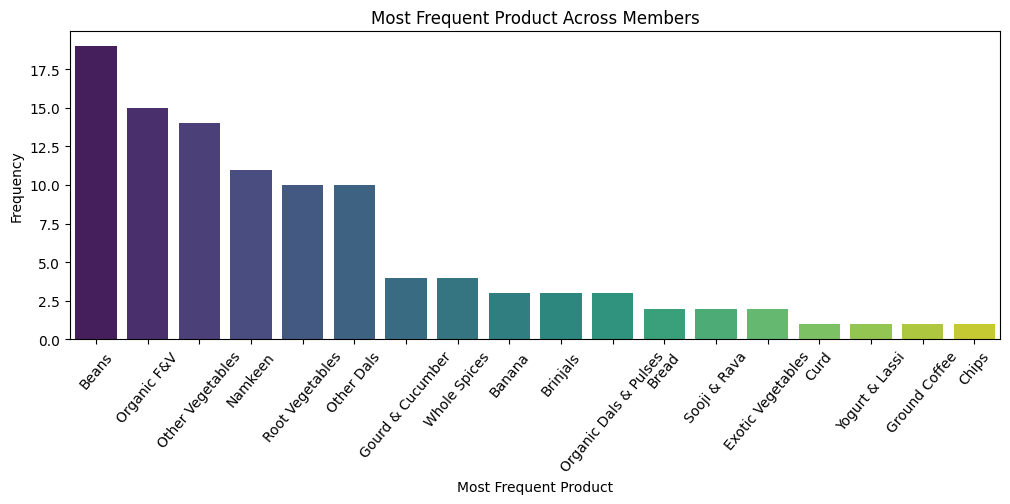 Most Frequent Product Across Members
Frequency
17.5
15.0
12.5
10.0
7.5
5.0
2.5
0.0
Beans
Organic F&V
Other Vegetables
Namkeen
Root Vegetables
Other Dals
Gourd & Cucumber
Whole Spices
Banana
Brinjals
Organic Dals & Pulses
Bread
Sooji & Rava
Exotic Vegetables
Curd
Yogurt & Lassi
Ground Coffee
Chips
Most Frequent Product